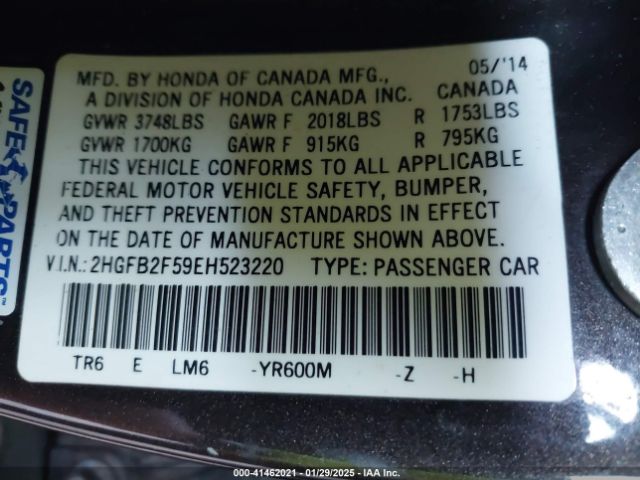 MFD. BY HONDA OF CANADA MFG., 05/'14
A DIVISION OF HONDA CANADA INC. CANADA
GVWR 3748LBS GAWR F 2018LBS R 1753LBS
GVWR 1700KG GAWR F 915KG R 795KG
THIS VEHICLE CONFORMS TO ALL APPLICABLE
FEDERAL MOTOR VEHICLE SAFETY, BUMPER,
AND THEFT PREVENTION STANDARDS IN EFFECT
ON THE DATE OF MANUFACTURE SHOWN ABOVE.
V.I.N.: 2HGFB2F59EH523220 TYPE: PASSENGER CAR
TR6 E LM6 -YR600M -Z -H
SAFE PARTS™
000-41462021 - 01/29/2025 - IAA Inc.